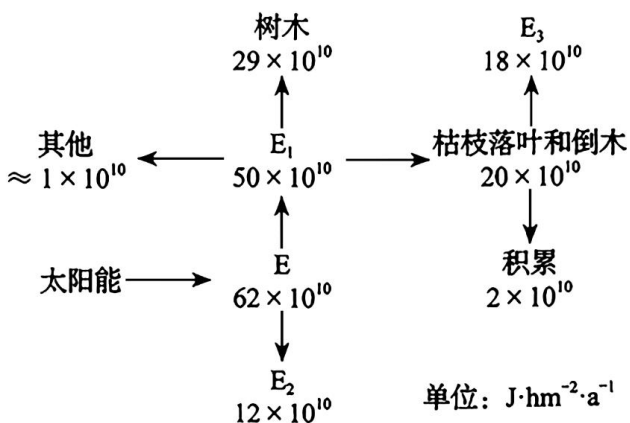 树木
29 × 10¹⁰
E₃
18 × 10¹⁰
其他
≈ 1 × 10¹⁰
E₁
50 × 10¹⁰
枯枝落叶和倒木
20 × 10¹⁰
太阳能
E
62 × 10¹⁰
积累
2 × 10¹⁰
E₂
12 × 10¹⁰
单位：J·hm⁻²·a⁻¹